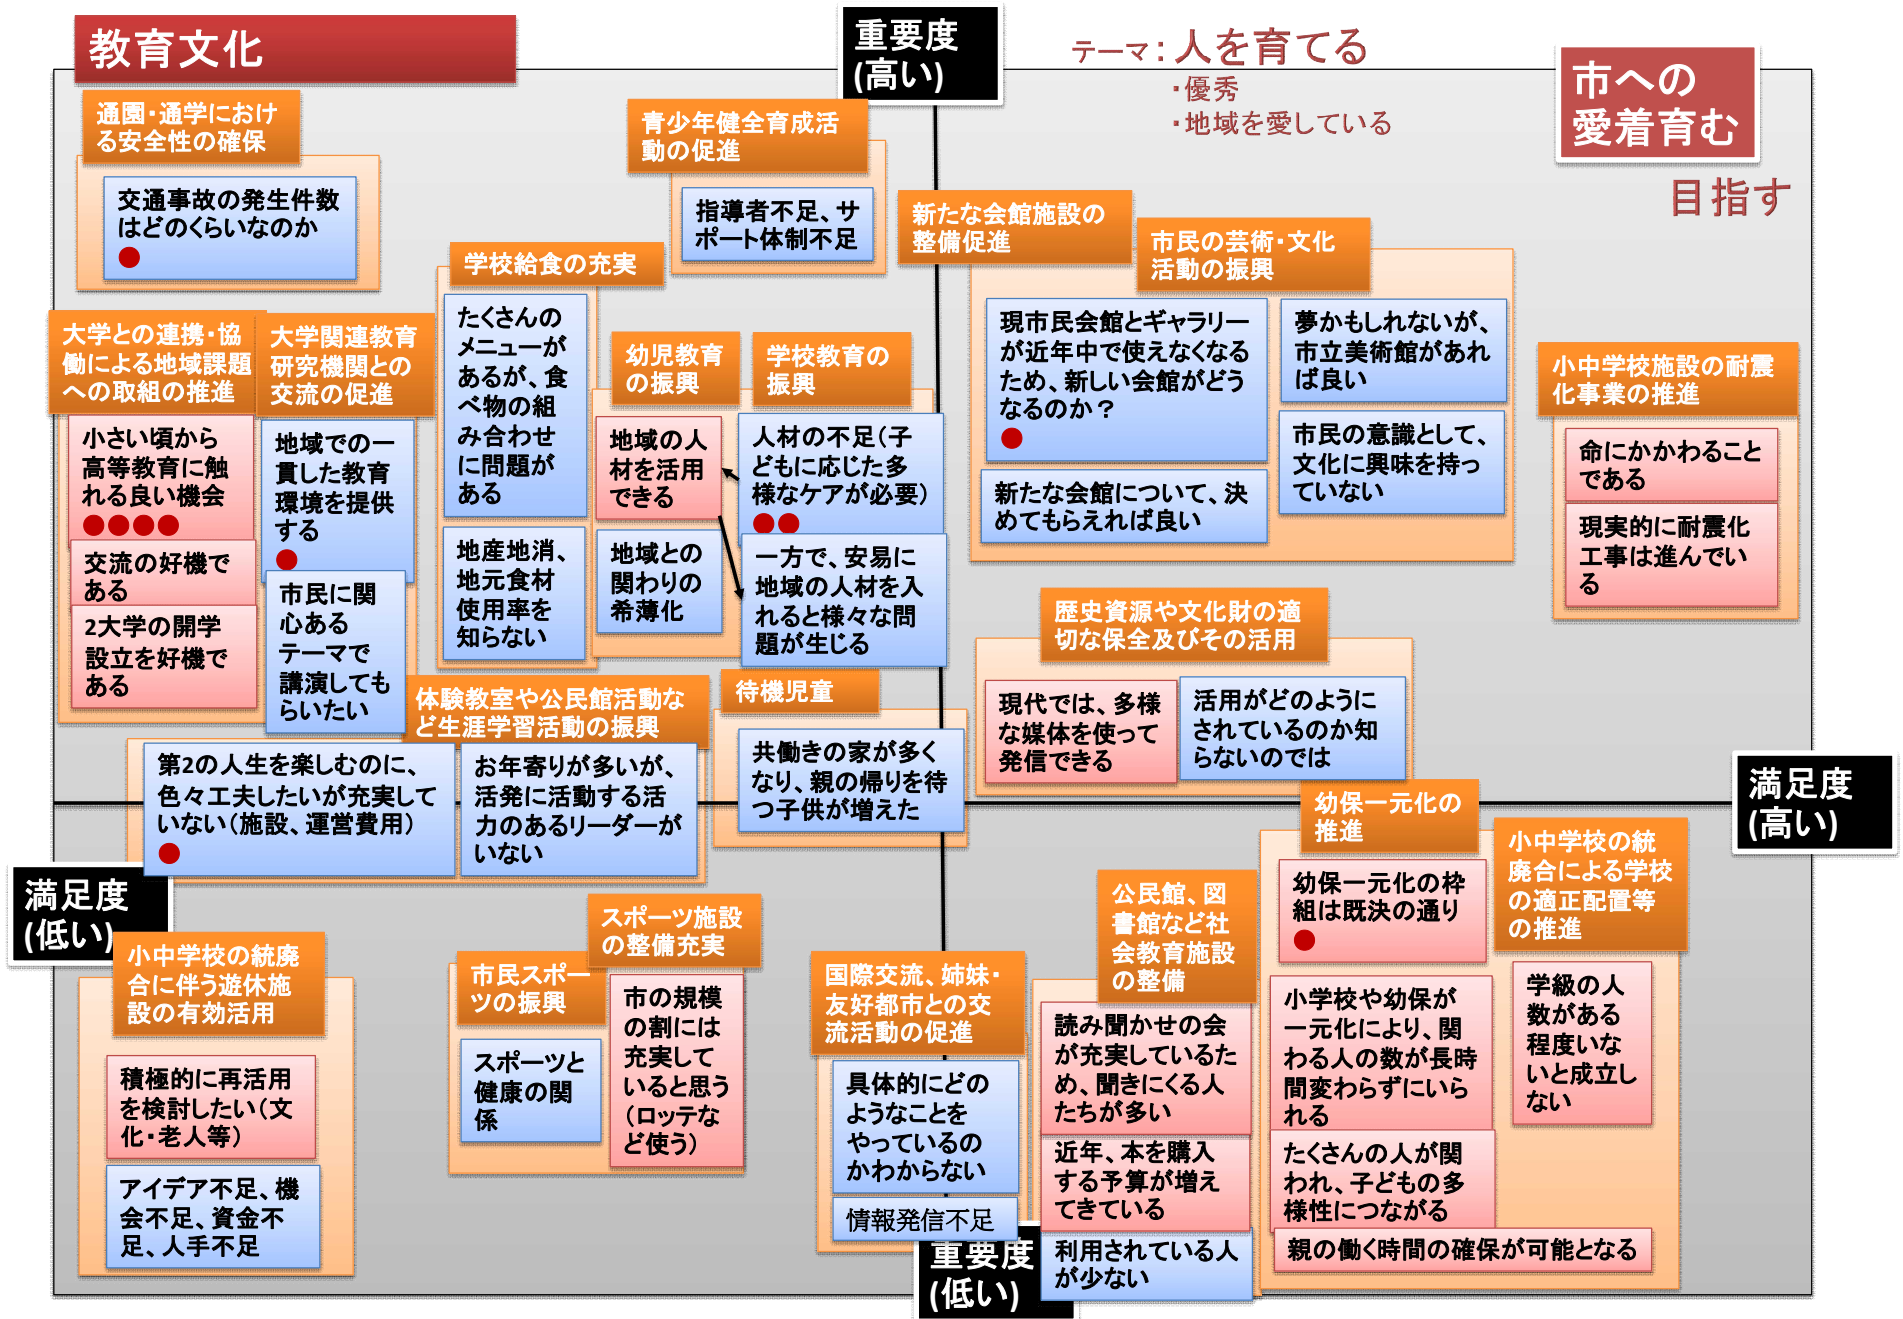 教育文化
重要度
(高い)
テーマ：人を育てる
・優秀
・地域を愛している
市への
愛着育む
目指す
通園・通学におけ
る安全性の確保
交通事故の発生件数
はどのくらいなのか
青少年健全育成活
動の促進
指導者不足、サ
ポート体制不足
学校給食の充実
たくさんの
メニューが
あるが、食
べ物の組
み合わせ
に問題が
ある
地産地消、
地元食材
使用率を
知らない
新たな会館施設の
整備促進
市民の芸術・文化
活動の振興
現市民会館とギャラリー
が近年中で使えなくなる
ため、新しい会館がどう
なるのか？
新たな会館について、決
めてもらえれば良い
夢かもしれないが、
市立美術館があれ
ば良い
市民の意識として、
文化に興味を持っ
ていない
小中学校施設の耐震
化事業の推進
命にかかわること
である
現実的に耐震化
工事は進んでい
る
大学との連携・協
働による地域課題
への取組の推進
小さい頃から
高等教育に触
れる良い機会
交流の好機で
ある
2大学の開学
設立を好機で
ある
大学関連教育
研究機関との
交流の促進
地域での一
貫した教育
環境を提供
する
市民に関
心ある
テーマで
講演しても
らいたい
幼児教育
の振興
地域の人
材を活用
できる
地域との
関わりの
希薄化
学校教育の
振興
人材の不足（子
どもに応じた多
様なケアが必要）
一方で、安易に
地域の人材を入
れると様々な問
題が生じる
歴史資源や文化財の適
切な保全及びその活用
現代では、多様
な媒体を使って
発信できる
活用がどのように
されているのか知
らないのでは
体験教室や公民館活動な
ど生涯学習活動の振興
第2の人生を楽しむのに、
色々工夫したいが充実して
いない（施設、運営費用）
お年寄りが多いが、
活発に活動する活
力のあるリーダーが
いない
待機児童
共働きの家が多く
なり、親の帰りを待
つ子供が増えた
満足度
(高い)
満足度
(低い)
幼保一元化の
推進
幼保一元化の枠
組は既決の通り
小学校や幼保が
一元化により、関
わる人の数が長時
間変わらずにいら
れる
たくさんの人が関
われ、子どもの多
様性につながる
親の働く時間の確保が可能となる
小中学校の統
廃合による学校
の適正配置等
の推進
学級の人
数がある
程度いな
いと成立し
ない
小中学校の統廃
合に伴う遊休施
設の有効活用
積極的に再活用
を検討したい（文
化・老人等）
アイデア不足、機
会不足、資金不
足、人手不足
市民スポー
ツの振興
スポーツと
健康の関
係
スポーツ施設
の整備充実
市の規模
の割には
充実して
いると思う
（ロッテな
ど使う）
国際交流、姉妹・
友好都市との交
流活動の促進
具体的にどの
ようなことを
やっているの
かわからない
情報発信不足
公民館、図
書館など社
会教育施設
の整備
読み聞かせの会
が充実しているた
め、聞きにくる人
たちが多い
近年、本を購入
する予算が増え
てきている
利用されている人
が少ない
重要度
(低い)